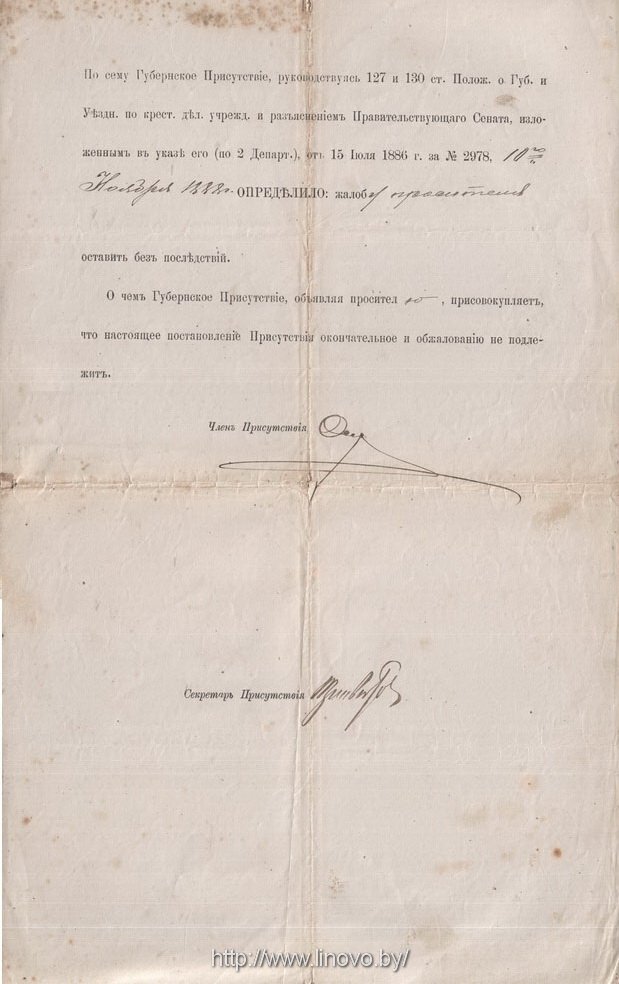 По сему Губернское Присутствіе, руководствуясь 127 и 130 ст. Полож. о Губ. и
Уѣздн. по крест. дѣл. учрежд. и разъясненіемъ Правительствующаго Сената, изло-
женнымъ въ указѣ его (по 2 Департ.), отъ 15 Іюля 1886 г. за № 2978, 10го
Ноября 1888г. ОПРЕДѢЛИЛО: жалобу просителя
оставить безъ послѣдствій.
О чемъ Губернское Присутствіе, объявляя просител ю, присовокупляетъ,
что настоящее постановленіе Присутствія окончательное и обжалованію не подле-
житъ.
Членъ Присутствія
Секретарь Присутствія
http://www.linovo.by/